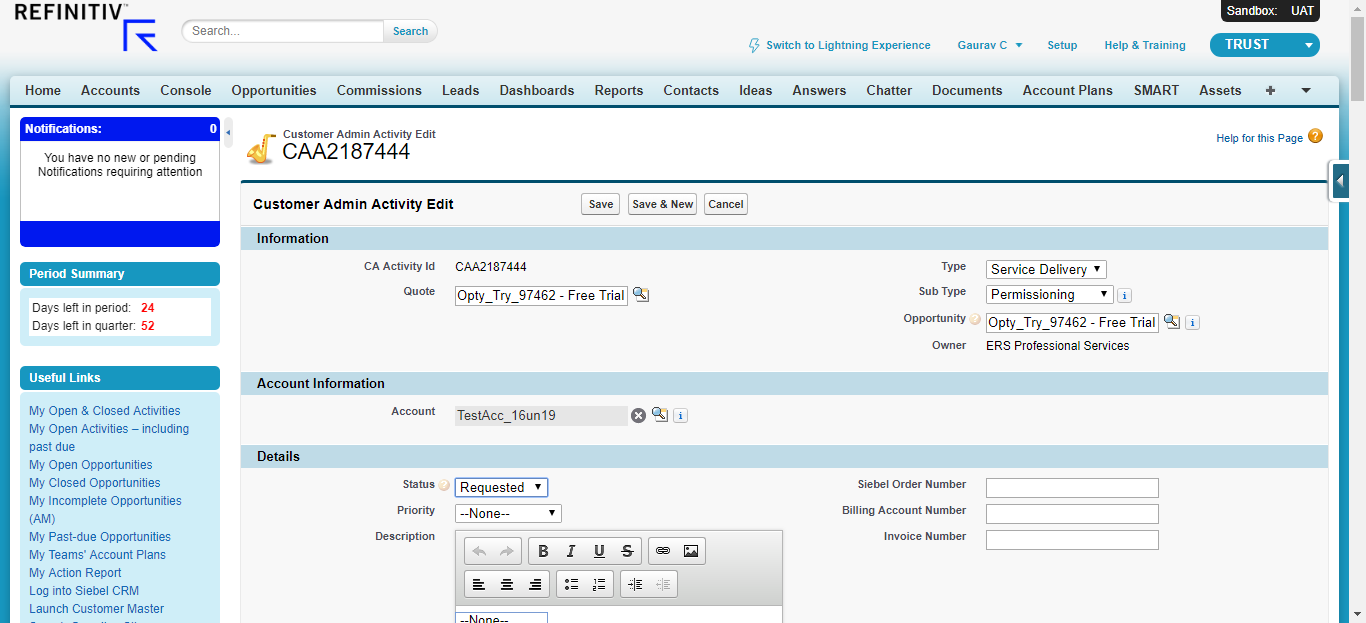 REFINITIV
Search...
Search
Sandbox: UAT
Switch to Lightning Experience
Gaurav C
Setup
Help & Training
TRUST
Home
Accounts
Console
Opportunities
Commissions
Leads
Dashboards
Reports
Contacts
Ideas
Answers
Chatter
Documents
Account Plans
SMART
Assets
Notifications: 0
You have no new or pending
Notifications requiring attention
Period Summary
Days left in period: 24
Days left in quarter: 52
Useful Links
My Open & Closed Activities
My Open Activities – including
past due
My Open Opportunities
My Closed Opportunities
My Incomplete Opportunities
(AM)
My Past-due Opportunities
My Teams' Account Plans
My Action Report
Log into Siebel CRM
Launch Customer Master
Customer Admin Activity Edit
CAA2187444
Help for this Page
Customer Admin Activity Edit
Save
Save & New
Cancel
Information
CA Activity Id CAA2187444
Type Service Delivery
Quote Opty_Try_97462 - Free Trial
Sub Type Permissioning
Opportunity Opty_Try_97462 - Free Trial
Owner ERS Professional Services
Account Information
Account TestAcc_16un19
Details
Status Requested
Siebel Order Number
Priority --None--
Billing Account Number
Description
Invoice Number
B I U S
--None--